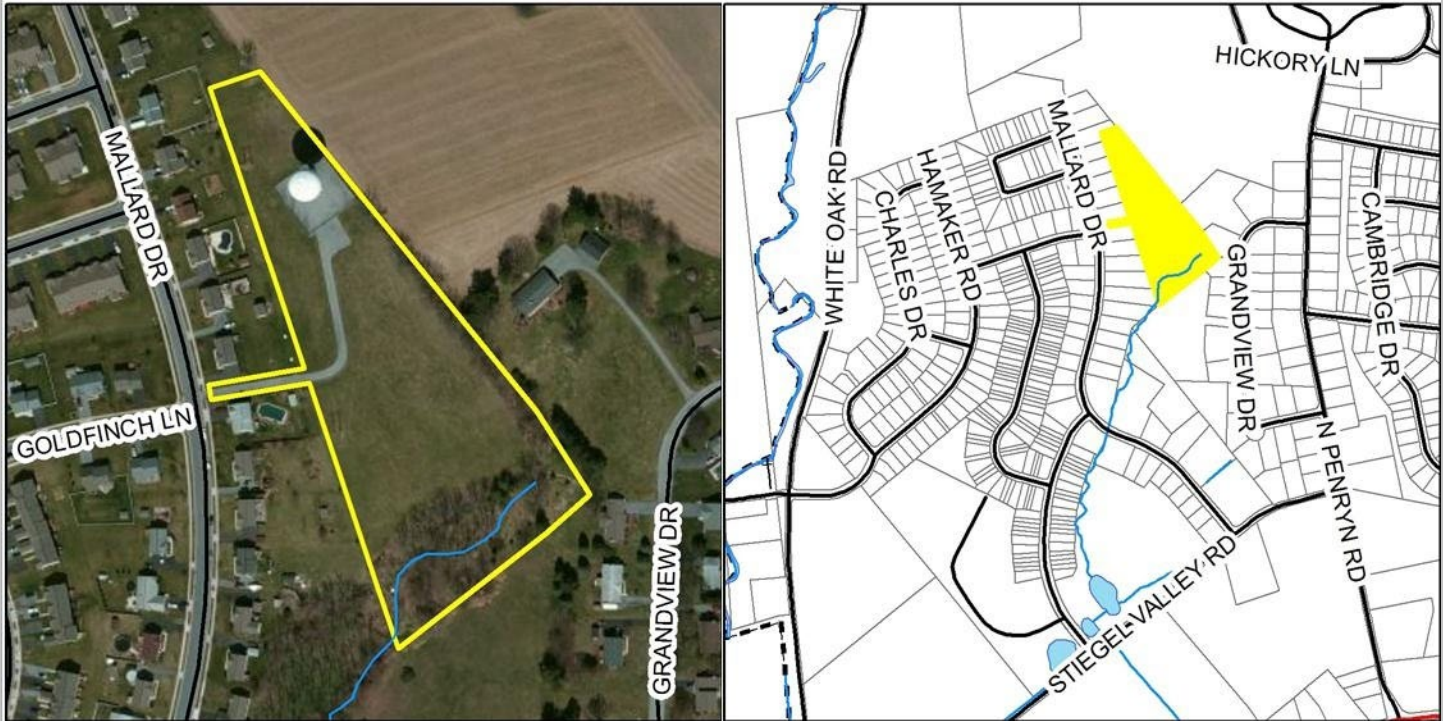 MALLARD DR
GOLDFINCH LN
GRANDVIEW DR
HICKORY LN
WHITE OAK RD
CHARLES DR
HAMAKER RD
MALLARD DR
GRANDVIEW DR
CAMBRIDGE DR
N PENRYN RD
STIEGEL VALLEY RD